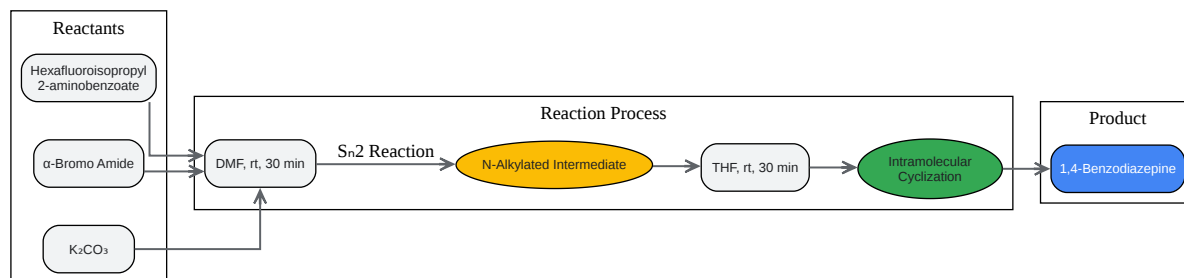 Reactants
Hexafluoroisopropyl
2-aminobenzoate
α-Bromo Amide
K₂CO₃
Reaction Process
DMF, rt, 30 min
Sₙ2 Reaction
N-Alkylated Intermediate
THF, rt, 30 min
Intramolecular
Cyclization
Product
1,4-Benzodiazepine